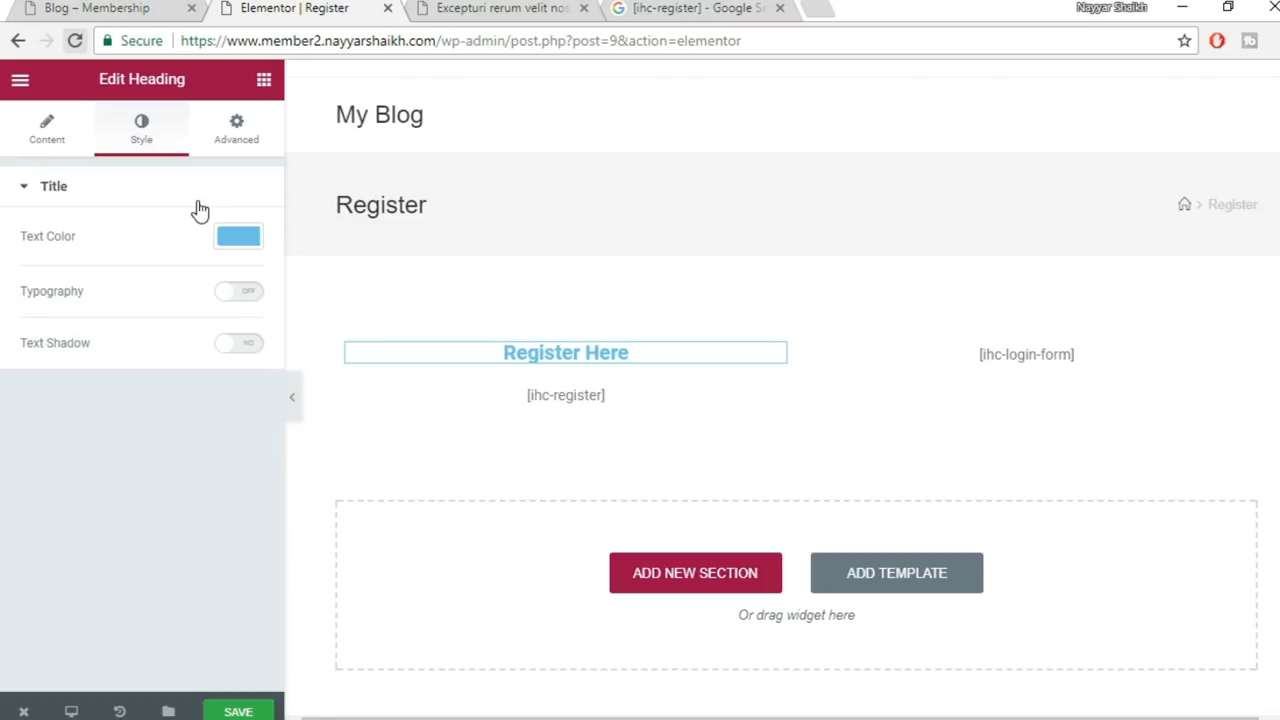 Blog – Membership
Elementor | Register
Excepturi rerum velit nos
[ihc-register] - Google Se
Nayyar Shaikh
Secure
https://www.member2.nayyarshaikh.com/wp-admin/post.php?post=9&action=elementor
Edit Heading
Content
Style
Advanced
Title
Text Color
Typography
OFF
Text Shadow
NO
My Blog
Register
Register
Register Here
[ihc-login-form]
[ihc-register]
ADD NEW SECTION
ADD TEMPLATE
Or drag widget here
SAVE